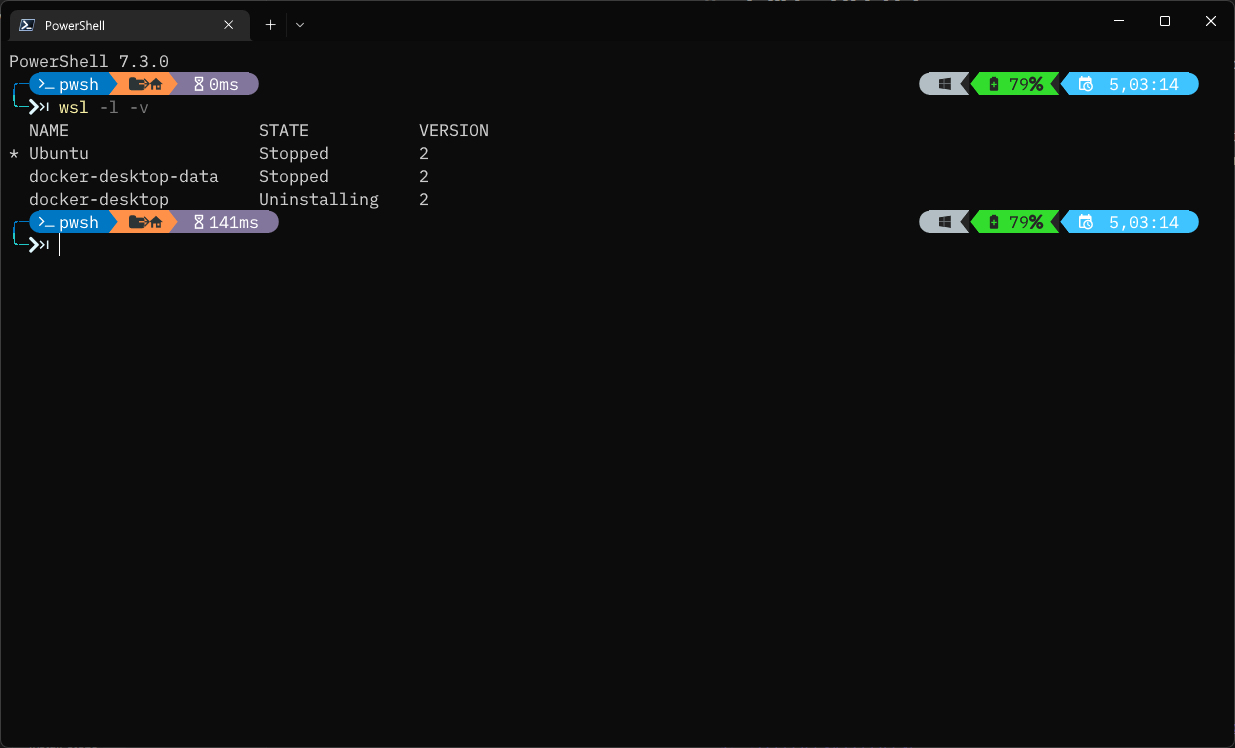 PowerShell
PowerShell 7.3.0
pwsh 0ms 79% 5,03:14
wsl -l -v
NAME STATE VERSION
* Ubuntu Stopped 2
docker-desktop-data Stopped 2
docker-desktop Uninstalling 2
pwsh 141ms 79% 5,03:14